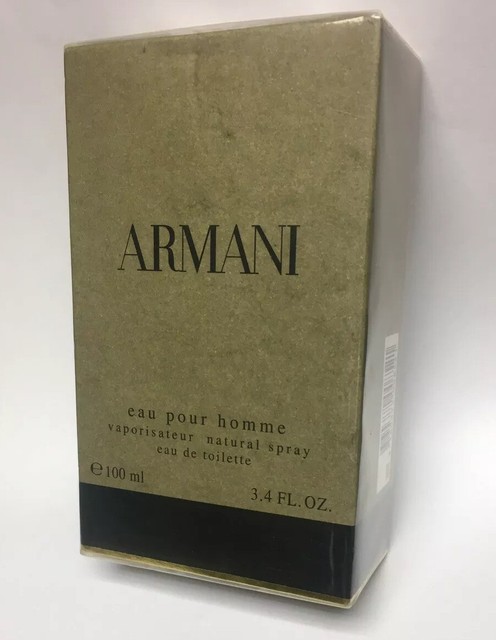 ARMANI
eau pour homme
vaporisateur natural spray
eau de toilette
℮100 ml
3.4 FL.OZ.